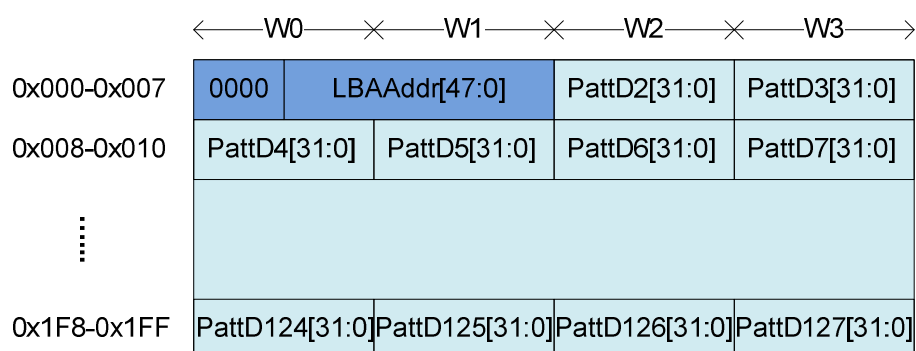 W0 W1 W2 W3
0x000-0x007 0000 LBAAddr[47:0] PattD2[31:0] PattD3[31:0]
0x008-0x010 PattD4[31:0] PattD5[31:0] PattD6[31:0] PattD7[31:0]
0x1F8-0x1FF PattD124[31:0] PattD125[31:0] PattD126[31:0] PattD127[31:0]